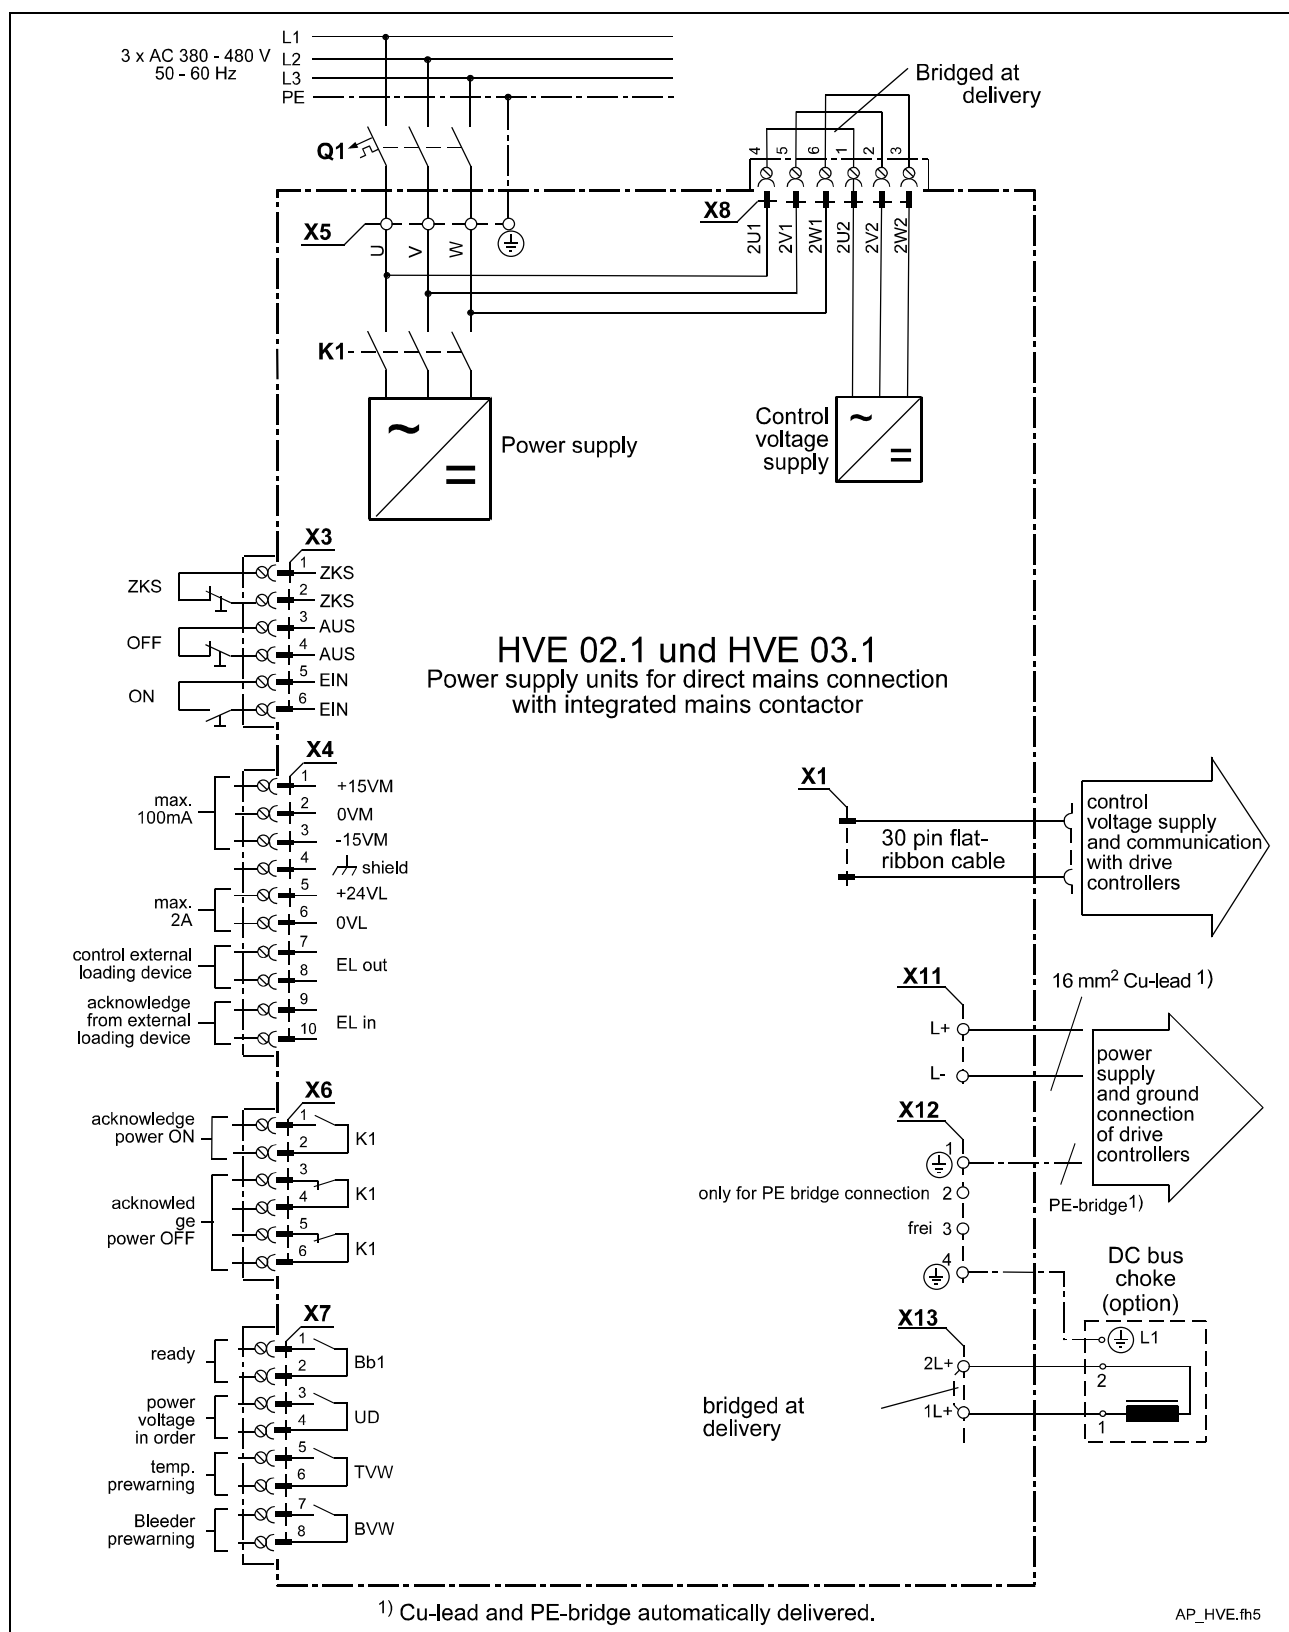 3 x AC 380 - 480 V
50 - 60 Hz
L1
L2
L3
PE
Q1
Bridged at
delivery
4
5
6
1
2
3
X5
U
V
W
X8
2U1
2V1
2W1
2U2
2V2
2W2
K1
~
=
Power supply
Control
voltage
supply
~
=
X3
ZKS
1
ZKS
2
ZKS
OFF
3
AUS
4
AUS
ON
5
EIN
6
EIN
HVE 02.1 und HVE 03.1
Power supply units for direct mains connection
with integrated mains contactor
X4
max.
100mA
1
+15VM
2
0VM
3
-15VM
4
shield
max.
2A
5
+24VL
6
0VL
control external
loading device
7
8
EL out
acknowledge
from external
loading device
9
10
EL in
X1
30 pin flat-
ribbon cable
control
voltage supply
and communication
with drive
controllers
X11
16 mm² Cu-lead 1)
L+
L-
power
supply
and ground
connection
of drive
controllers
X12
1
only for PE bridge connection 2
frei 3
4
PE-bridge 1)
X6
acknowledge
power ON
1
2
K1
acknowled
ge
power OFF
3
4
K1
5
6
K1
DC bus
choke
(option)
L1
2
1
X13
2L+
1L+
bridged at
delivery
X7
ready
1
2
Bb1
power
voltage
in order
3
4
UD
temp.
prewarning
5
6
TVW
Bleeder
prewarning
7
8
BVW
1) Cu-lead and PE-bridge automatically delivered.
AP_HVE.fh5